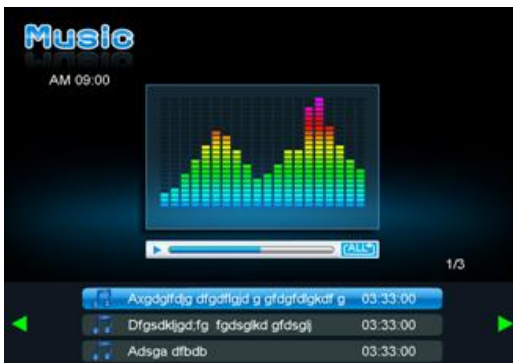 Music
AM 09:00
ALL
1/3
Axgdglfdjg dfgdflgjd g gfdgfdlgkdf g 03:33:00
Dfgsdkljgd;fg fgdsglkd gfdsglj 03:33:00
Adsga dfbdb 03:33:00